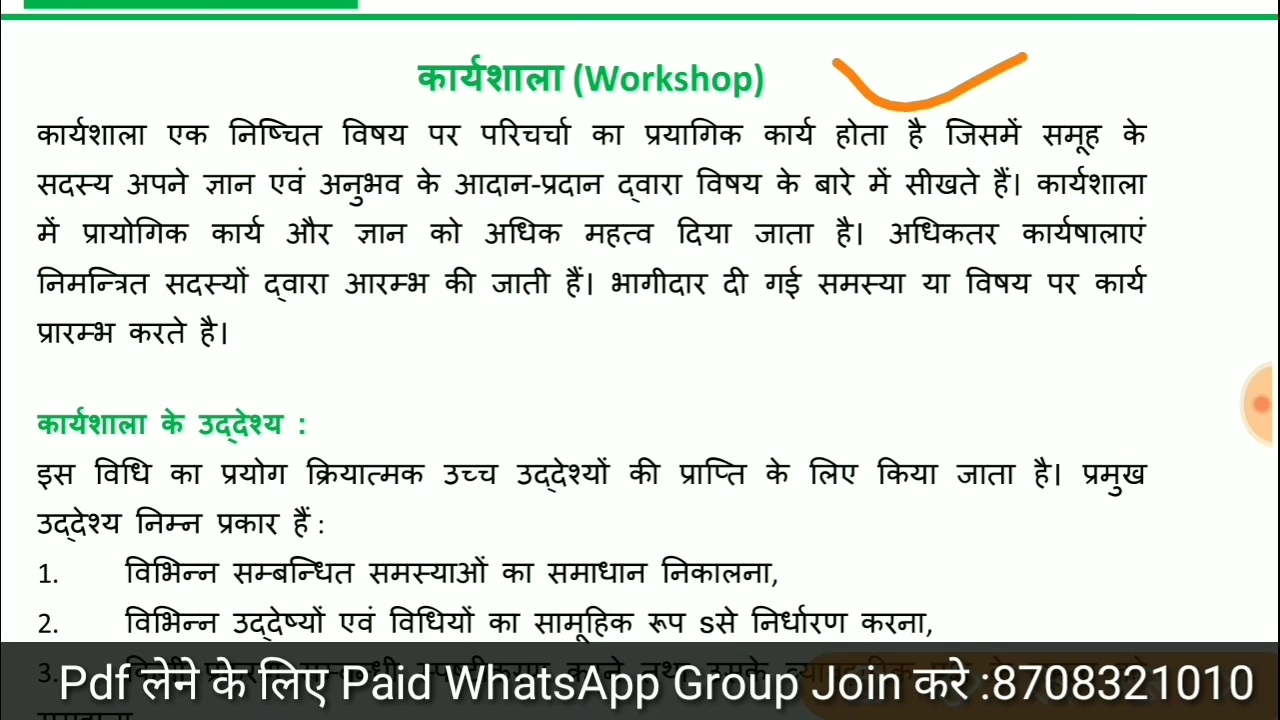 कार्यशाला (Workshop)
कार्यशाला एक निष्चित विषय पर परिचर्चा का प्रयागिक कार्य होता है जिसमें समूह के
सदस्य अपने ज्ञान एवं अनुभव के आदान-प्रदान द्वारा विषय के बारे में सीखते हैं। कार्यशाला
में प्रायोगिक कार्य और ज्ञान को अधिक महत्व दिया जाता है। अधिकतर कार्यषालाएं
निमन्त्रित सदस्यों द्वारा आरम्भ की जाती हैं। भागीदार दी गई समस्या या विषय पर कार्य
प्रारम्भ करते है।
कार्यशाला के उद्देश्य :
इस विधि का प्रयोग क्रियात्मक उच्च उद्देश्यों की प्राप्ति के लिए किया जाता है। प्रमुख
उद्देश्य निम्न प्रकार हैं :
1. विभिन्न सम्बन्धित समस्याओं का समाधान निकालना,
2. विभिन्न उद्देष्यों एवं विधियों का सामूहिक रूप sसे निर्धारण करना,
3.
Pdf लेने के लिए Paid WhatsApp Group Join करे :8708321010